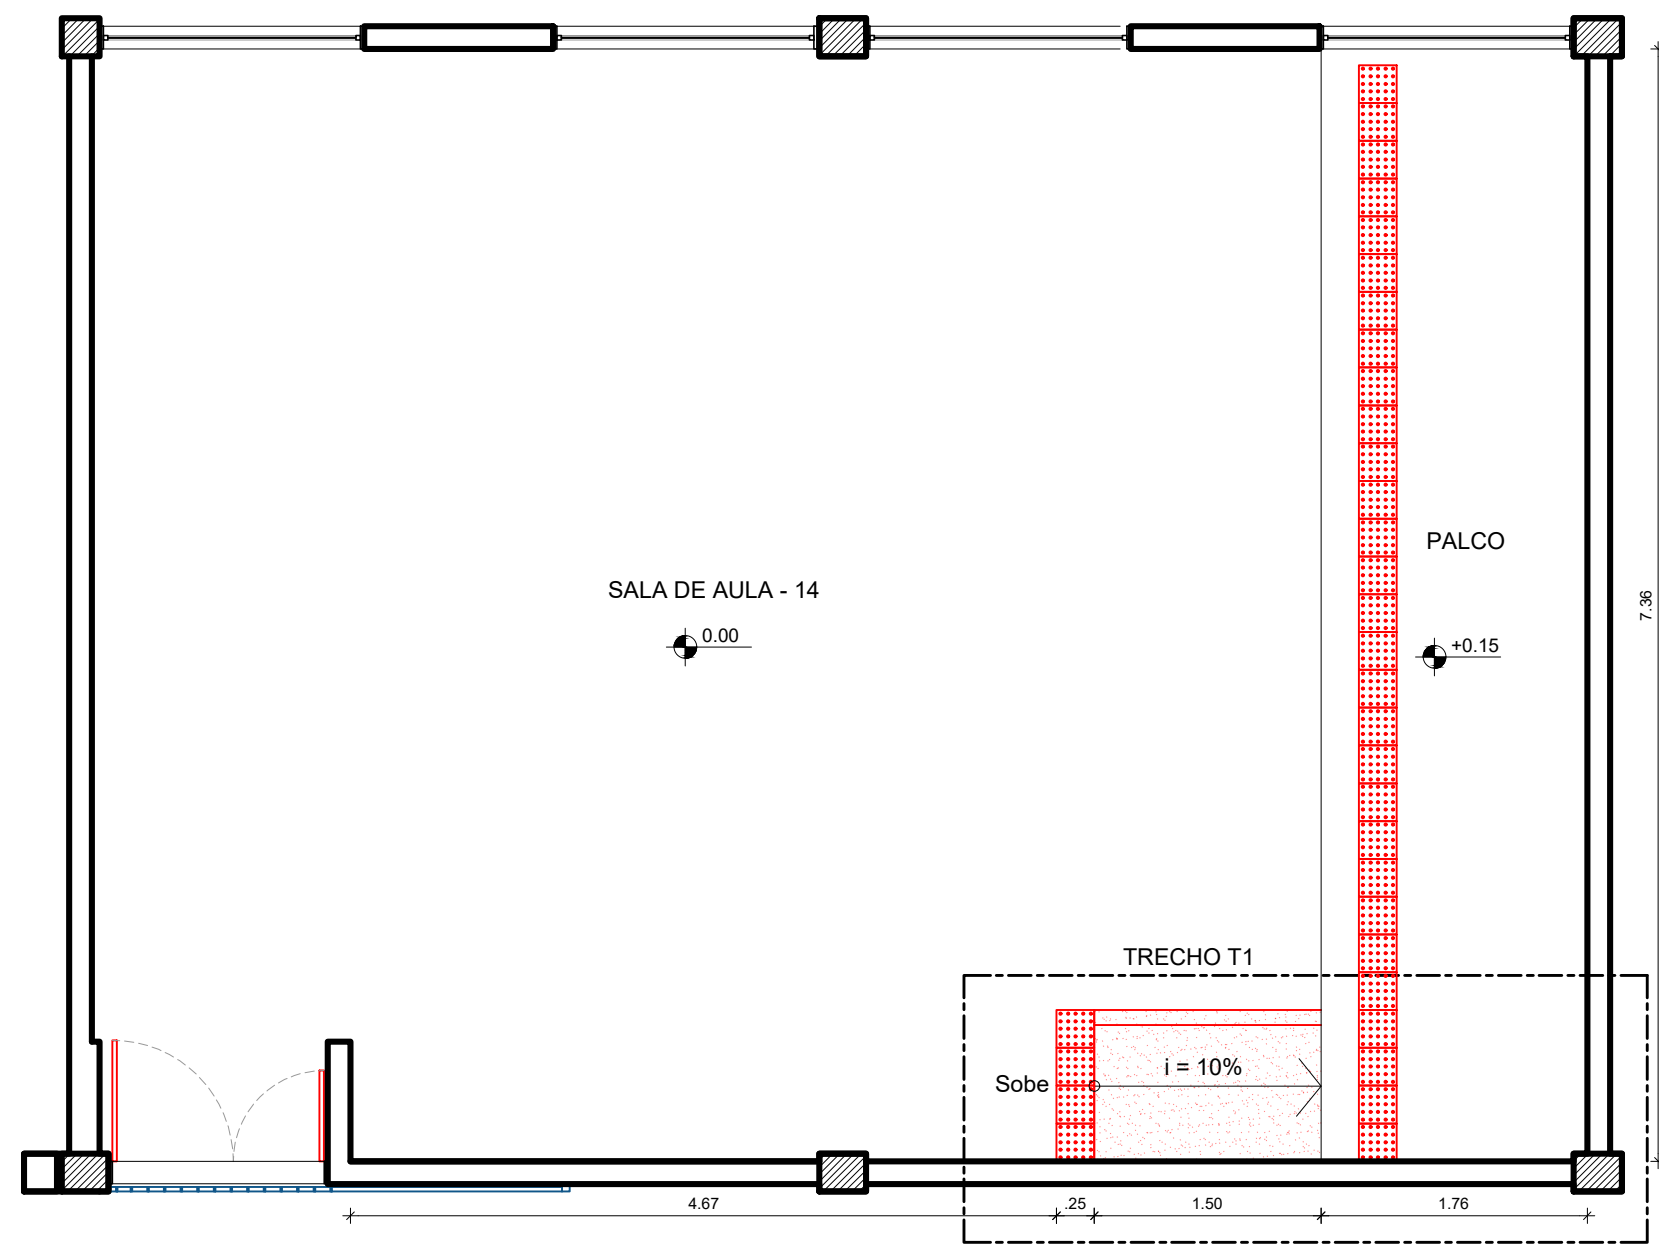 PALCO
SALA DE AULA - 14
7.36
0.00
+0.15
TRECHO T1
i = 10%
Sobe
4.67
.25
1.50
1.76